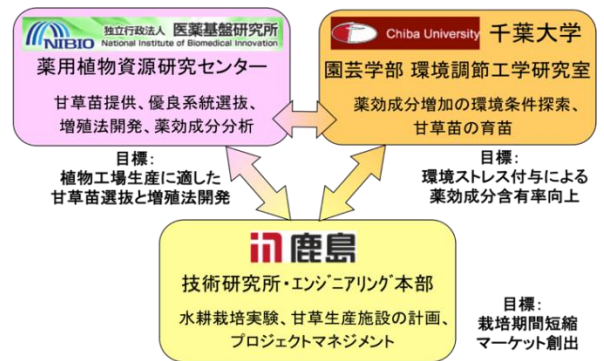 NIBIO
独立行政法人 医薬基盤研究所
National Institute of Biomedical Innovation
薬用植物資源研究センター
甘草苗提供、優良系統選抜、
増殖法開発、薬効成分分析
Chiba University 千葉大学
園芸学部 環境調節工学研究室
薬効成分増加の環境条件探索、
甘草苗の育苗
目標：
植物工場生産に適した
甘草苗選抜と増殖法開発
目標：
環境ストレス付与による
薬効成分含有率向上
鹿島
技術研究所・エンジニアリング本部
水耕栽培実験、甘草生産施設の計画、
プロジェクトマネジメント
目標：
栽培期間短縮
マーケット創出